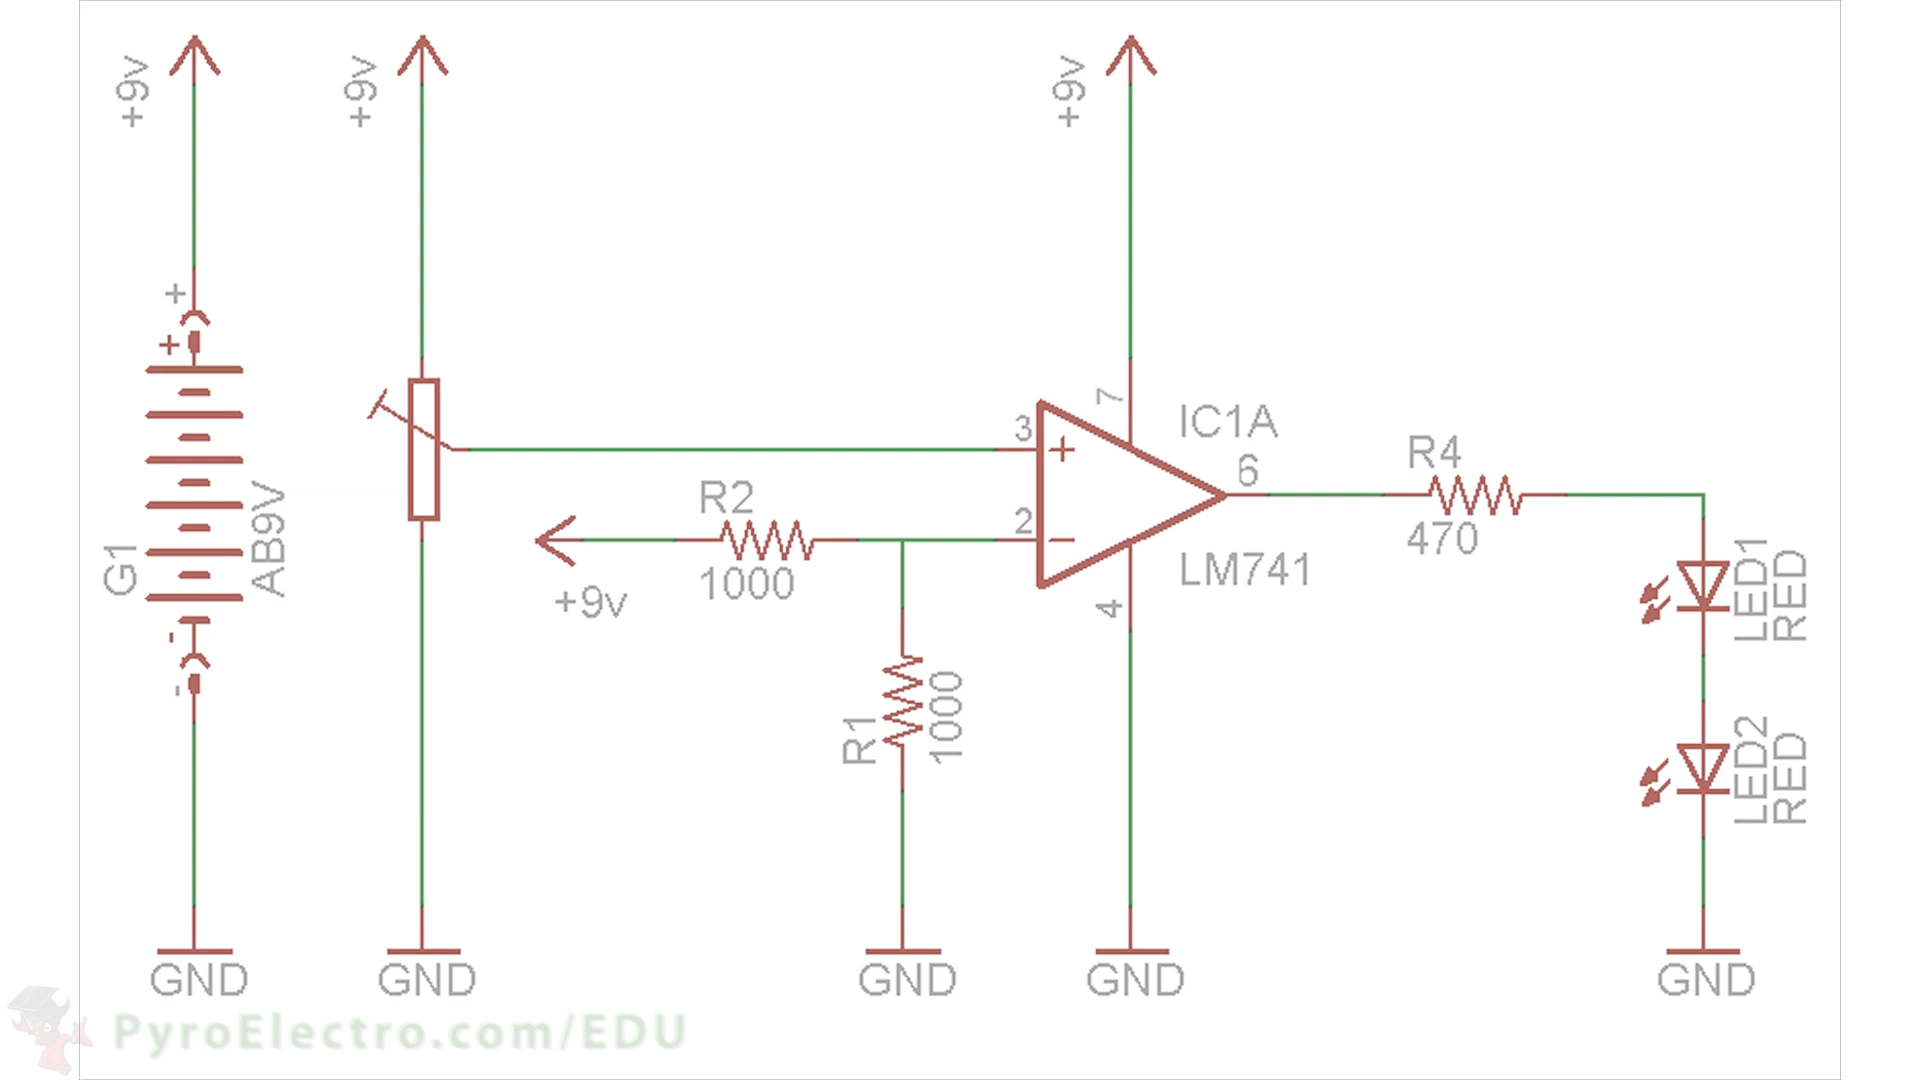 +9v
+9v
+9v
+
+
G1
AB9V
-
-
GND
GND
R2
1000
+9v
R1
1000
GND
3
+
2
-
7
4
IC1A
6
LM741
GND
R4
470
LED1
RED
LED2
RED
GND
PyroElectro.com/EDU